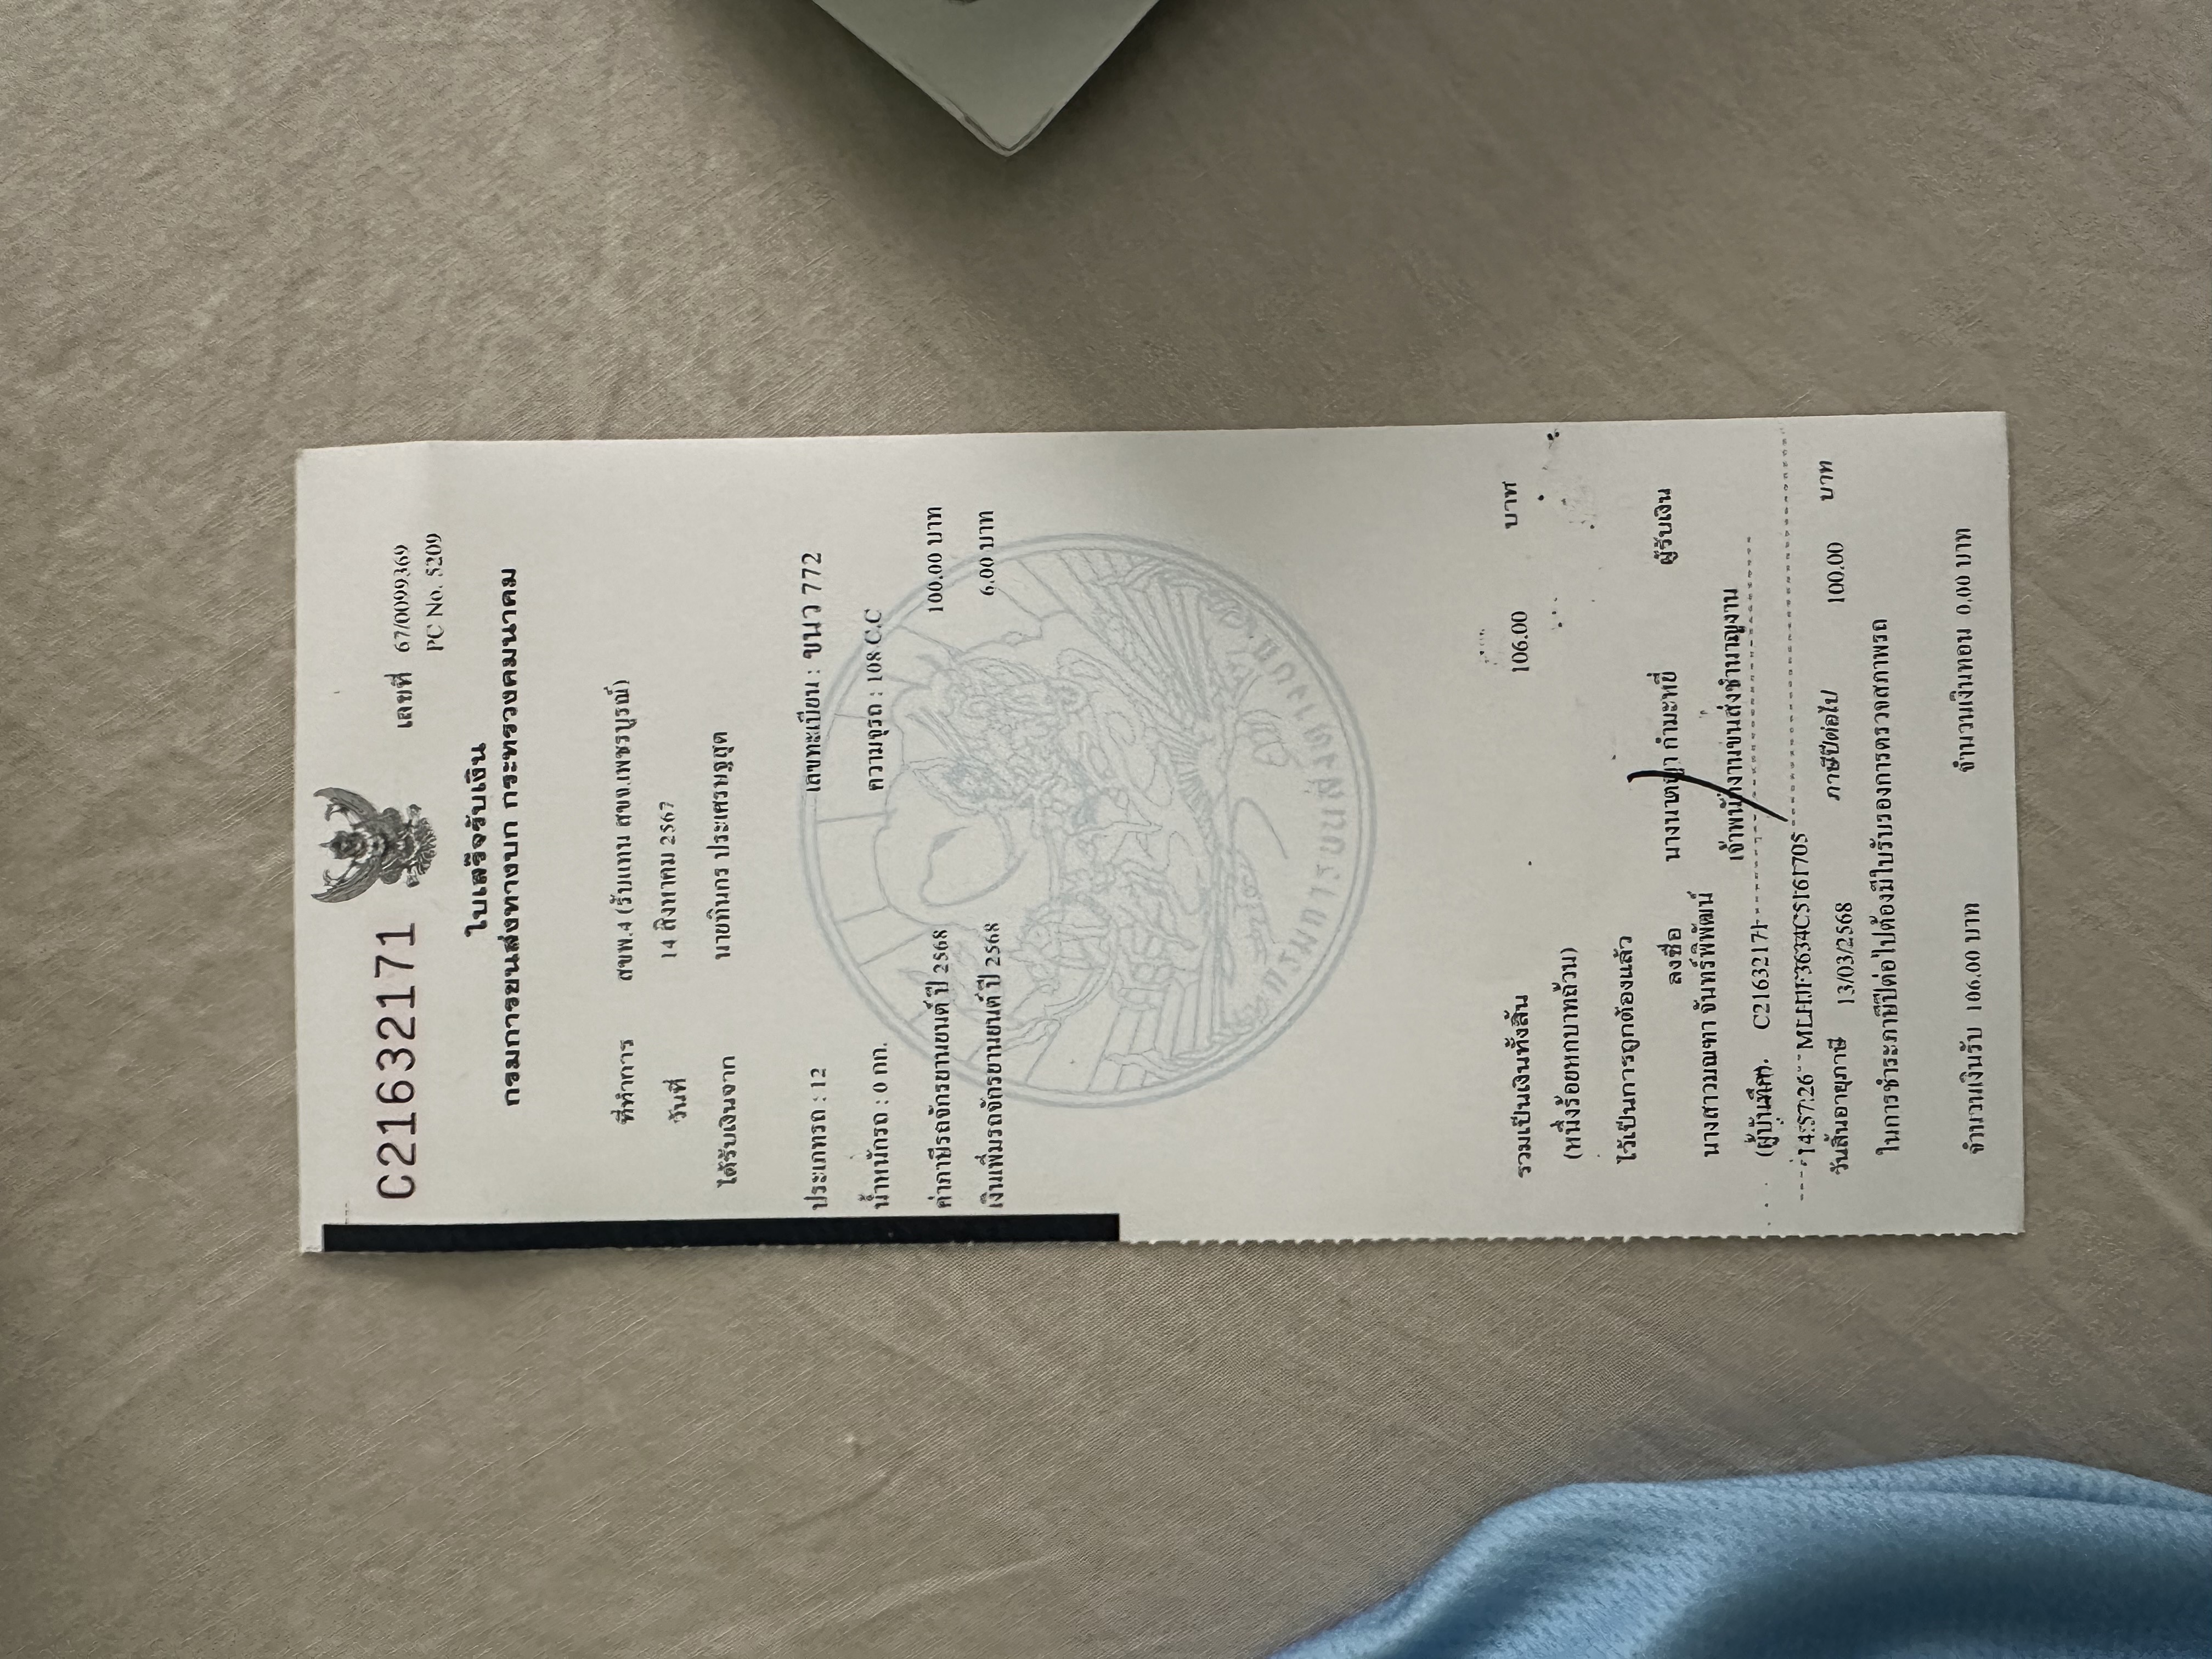 C21632171
เลขที่ 67/0099369
PC No. 5209
ใบเสร็จรับเงิน
กรมการขนส่งทางบก กระทรวงคมนาคม
ที่ทำการ สขพ.4 (รับแทน สขจ.เพชรบูรณ์)
วันที่ 14 สิงหาคม 2567
ได้รับเงินจาก นายทินกร ประเศรษฐสุด
ประเภทรถ : 12 เลขทะเบียน : ขนว 772
น้ำหนักรถ : 0 กก. ความจุรถ : 108 C.C
ค่าภาษีรถจักรยานยนต์ ปี 2568 100.00 บาท
เงินเพิ่มรถจักรยานยนต์ ปี 2568 6.00 บาท
กรมการขนส่งทางบก
รวมเป็นเงินทั้งสิ้น 106.00 บาท
(หนึ่งร้อยหกบาทถ้วน)
ไว้เป็นการถูกต้องแล้ว
ลงชื่อ นางนาตญา กำมะหยี่ ผู้รับเงิน
นางสาวมณฑา จันทร์พิพัฒน์
เจ้าพนักงานขนส่งชำนาญงาน
(ผู้บันทึก). C21632171
14:57:26 MLHJF3634C5161705
วันสิ้นอายุภาษี 13/03/2568 ภาษีปีต่อไป 100.00 บาท
ในการชำระภาษีปีต่อไปต้องมีใบรับรองการตรวจสภาพรถ
จำนวนเงินรับ 106.00 บาท จำนวนเงินทอน 0.00 บาท